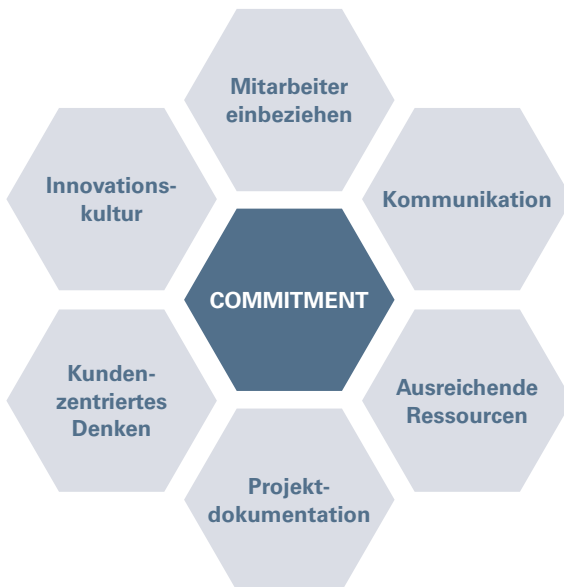 Mitarbeiter
einbeziehen
Innovations-
kultur
Kommunikation
COMMITMENT
Kunden-
zentriertes
Denken
Ausreichende
Ressourcen
Projekt-
dokumentation